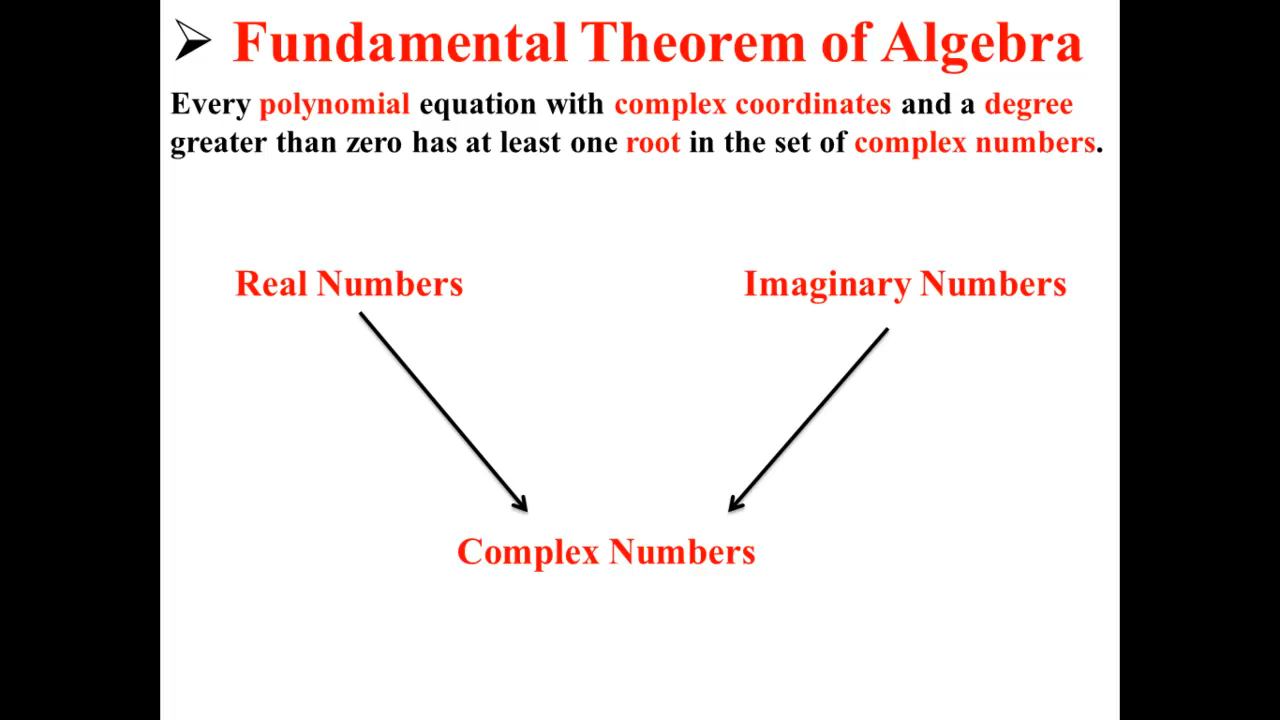 Fundamental Theorem of Algebra
Every polynomial equation with complex coordinates and a degree
greater than zero has at least one root in the set of complex numbers.
Real Numbers
Imaginary Numbers
Complex Numbers